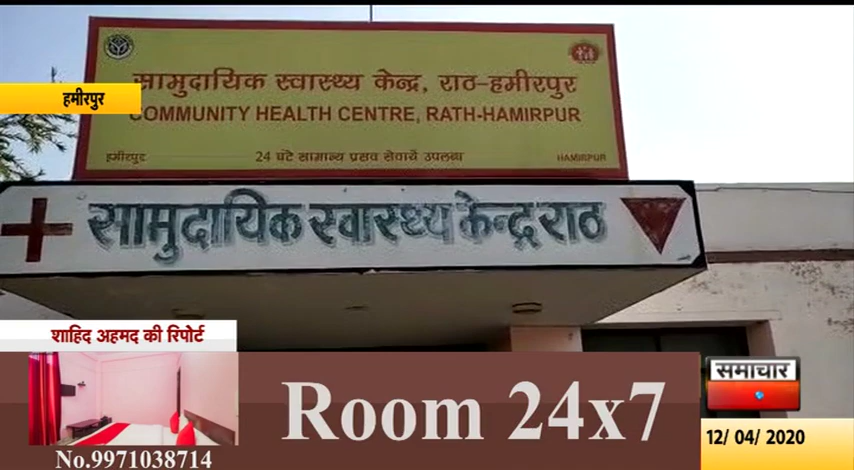 सामुदायिक स्वास्थ्य केन्द्र, राठ-हमीरपुर
हमीरपुर
COMMUNITY HEALTH CENTRE, RATH-HAMIRPUR
हमीरपुर 24 घंटे सामान्य प्रसव सेवायें उपलब्ध HAMIRPUR
सामुदायिक स्वास्थ्य केन्द्र राठ
शाहिद अहमद की रिपोर्ट
Room 24x7
No.9971038714
समाचार
12/ 04/ 2020